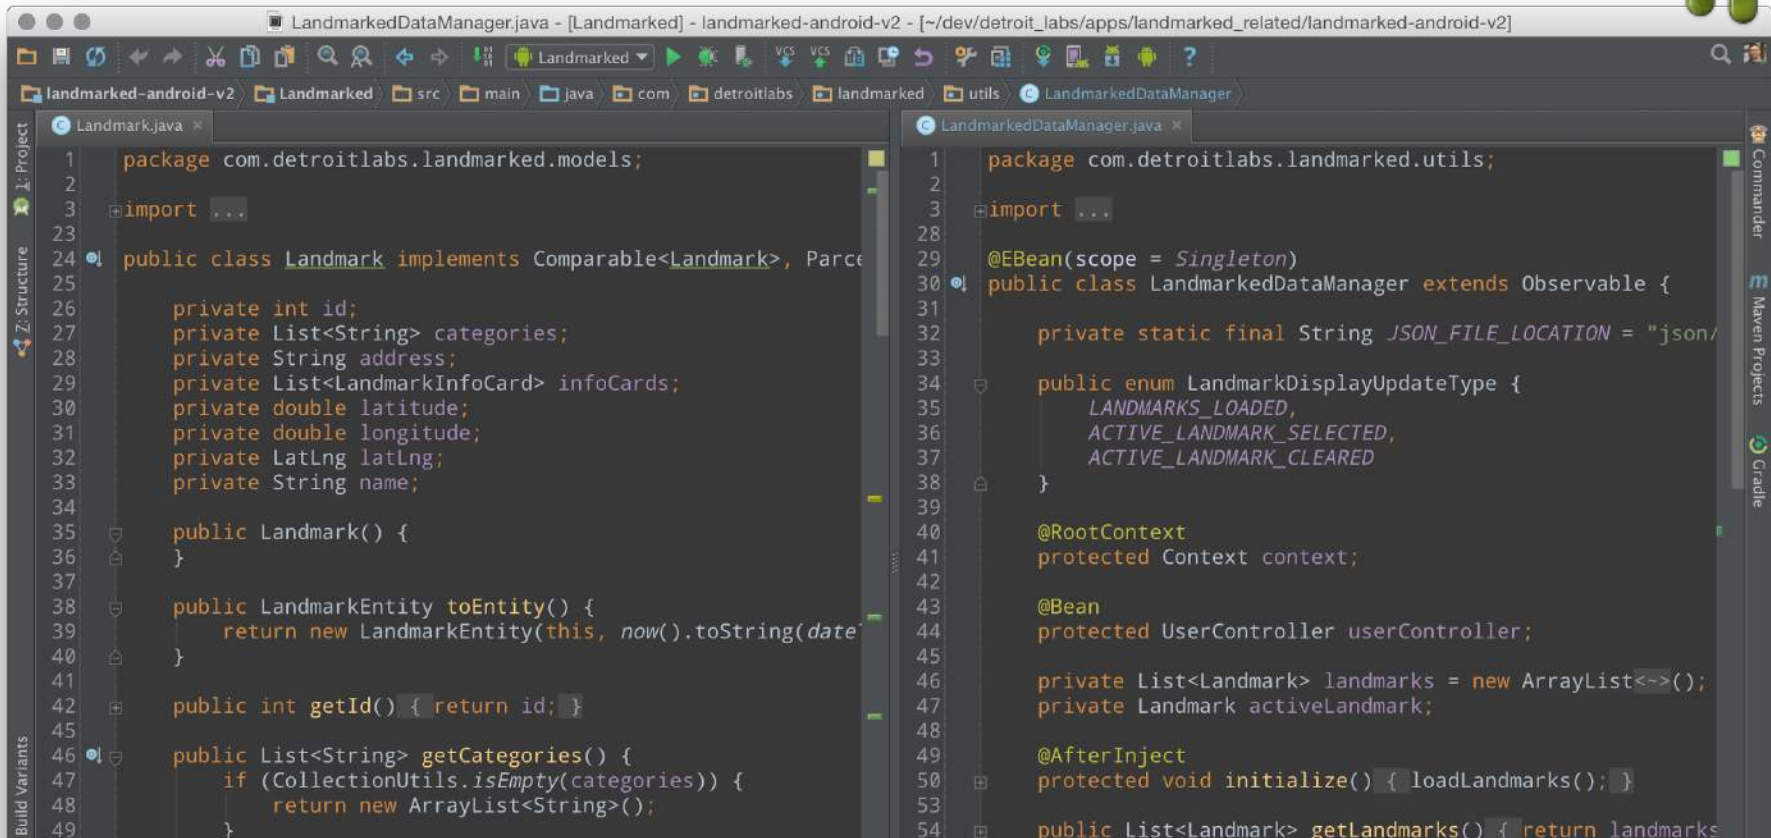 LandmarkedDataManager.java - [Landmarked] - landmarked-android-v2 - [~/dev/detroit_labs/apps/landmarked_related/landmarked-android-v2]
Landmarked VCS VCS ?
landmarked-android-v2 Landmarked src main java com detroitlabs landmarked utils LandmarkedDataManager
1: Project
Z: Structure
Build Variants
Landmark.java
1 package com.detroitlabs.landmarked.models;
2
3 import ...
23
24 public class Landmark implements Comparable<Landmark>, Parce
25
26 private int id;
27 private List<String> categories;
28 private String address;
29 private List<LandmarkInfoCard> infoCards;
30 private double latitude;
31 private double longitude;
32 private LatLng latLng;
33 private String name;
34
35 public Landmark() {
36 }
37
38 public LandmarkEntity toEntity() {
39 return new LandmarkEntity(this, now().toString(date
40 }
41
42 public int getId() { return id; }
45
46 public List<String> getCategories() {
47 if (CollectionUtils.isEmpty(categories)) {
48 return new ArrayList<String>();
49 }
LandmarkedDataManager.java
1 package com.detroitlabs.landmarked.utils;
2
3 import ...
28
29 @EBean(scope = Singleton)
30 public class LandmarkedDataManager extends Observable {
31
32 private static final String JSON_FILE_LOCATION = "json/
33
34 public enum LandmarkDisplayUpdateType {
35 LANDMARKS_LOADED,
36 ACTIVE_LANDMARK_SELECTED,
37 ACTIVE_LANDMARK_CLEARED
38 }
39
40 @RootContext
41 protected Context context;
42
43 @Bean
44 protected UserController userController;
45
46 private List<Landmark> landmarks = new ArrayList<~>();
47 private Landmark activeLandmark;
48
49 @AfterInject
50 protected void initialize() { loadLandmarks(); }
53
54 public List<Landmark> getLandmarks() { return landmarks
Commander
m Maven Projects
Gradle